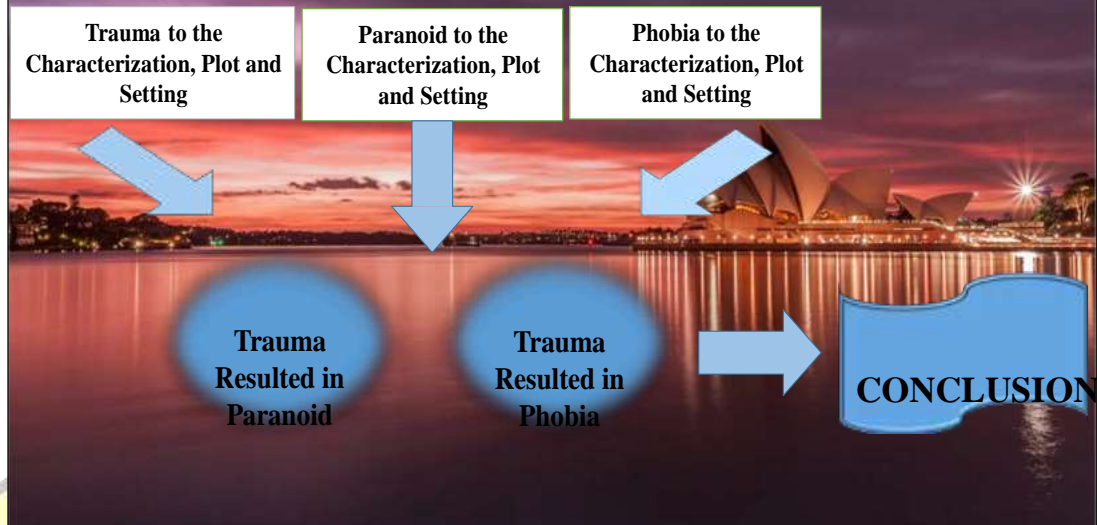 Trauma to the
Characterization, Plot and
Setting
Paranoid to the
Characterization, Plot
and Setting
Phobia to the
Characterization, Plot
and Setting
Trauma
Resulted in
Paranoid
Trauma
Resulted in
Phobia
CONCLUSION